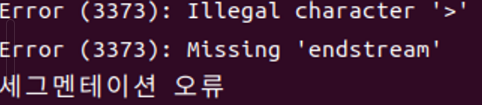 Error (3373): Illegal character '>'
Error (3373): Missing 'endstream'
세그멘테이션 오류